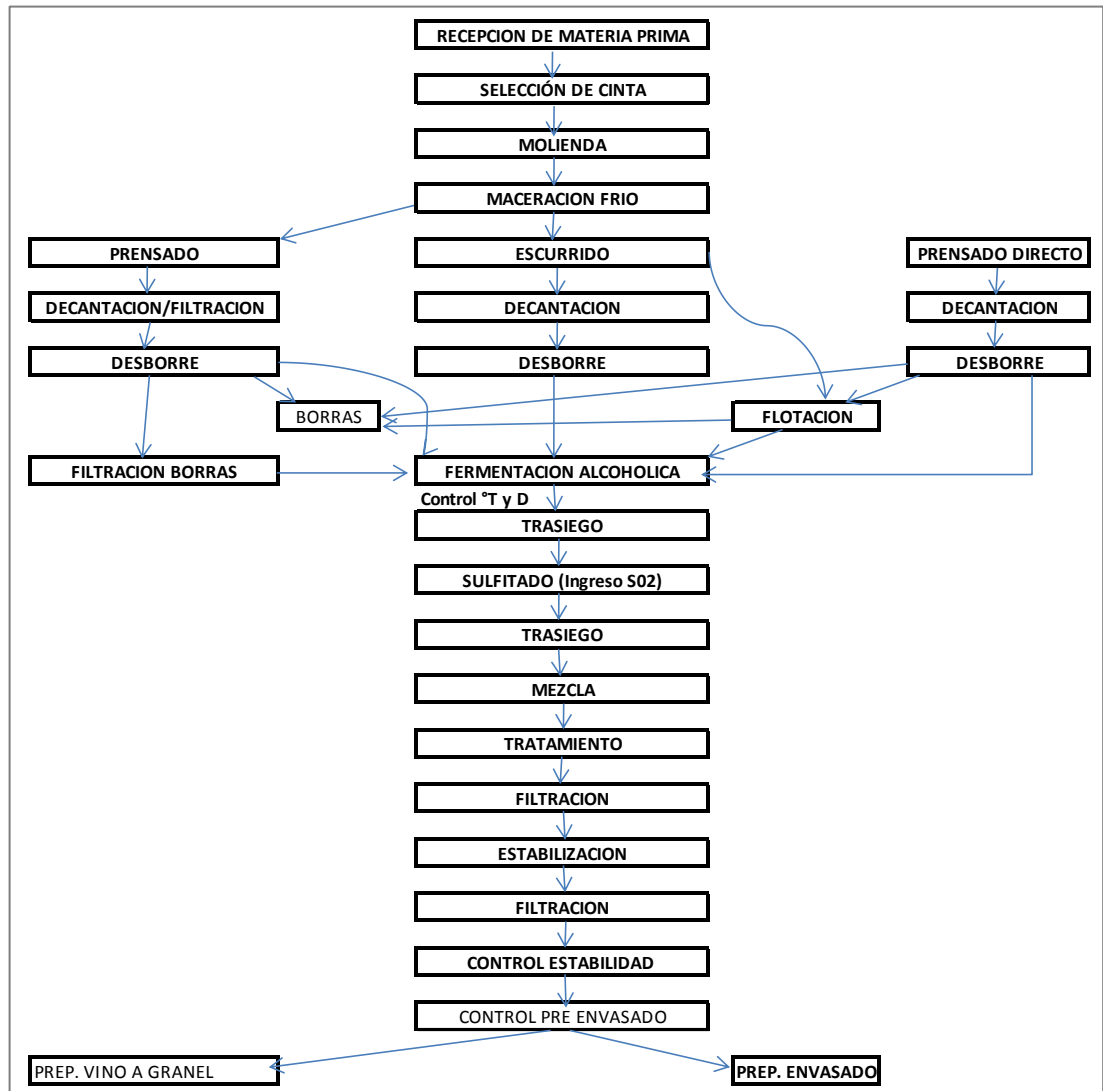 RECEPCION DE MATERIA PRIMA
SELECCIÓN DE CINTA
MOLIENDA
MACERACION FRIO
PRENSADO
ESCURRIDO
PRENSADO DIRECTO
DECANTACION/FILTRACION
DECANTACION
DECANTACION
DESBORRE
DESBORRE
DESBORRE
BORRAS
FLOTACION
FILTRACION BORRAS
FERMENTACION ALCOHOLICA
Control °T y D
TRASIEGO
SULFITADO (Ingreso S02)
TRASIEGO
MEZCLA
TRATAMIENTO
FILTRACION
ESTABILIZACION
FILTRACION
CONTROL ESTABILIDAD
CONTROL PRE ENVASADO
PREP. VINO A GRANEL
PREP. ENVASADO